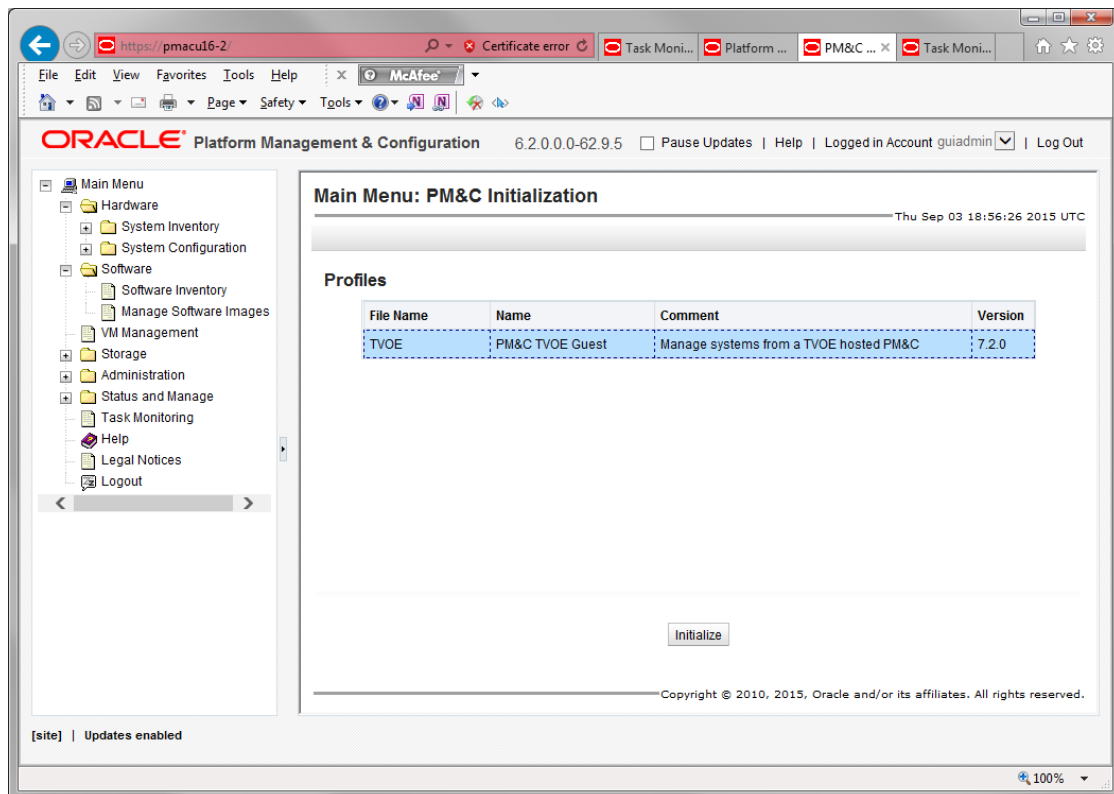 https://pmacu16-2/
Certificate error
Task Moni...
Platform ...
PM&C ...
Task Moni...
File Edit View Favorites Tools Help
x McAfee
Page Safety Tools
ORACLE Platform Management & Configuration 6.2.0.0.0-62.9.5 Pause Updates | Help | Logged in Account guiadmin | Log Out
Main Menu
Hardware
System Inventory
System Configuration
Software
Software Inventory
Manage Software Images
VM Management
Storage
Administration
Status and Manage
Task Monitoring
Help
Legal Notices
Logout
Main Menu: PM&C Initialization
Thu Sep 03 18:56:26 2015 UTC
Profiles
File Name Name Comment Version
TVOE PM&C TVOE Guest Manage systems from a TVOE hosted PM&C 7.2.0
Initialize
Copyright © 2010, 2015, Oracle and/or its affiliates. All rights reserved.
[site] | Updates enabled
100%